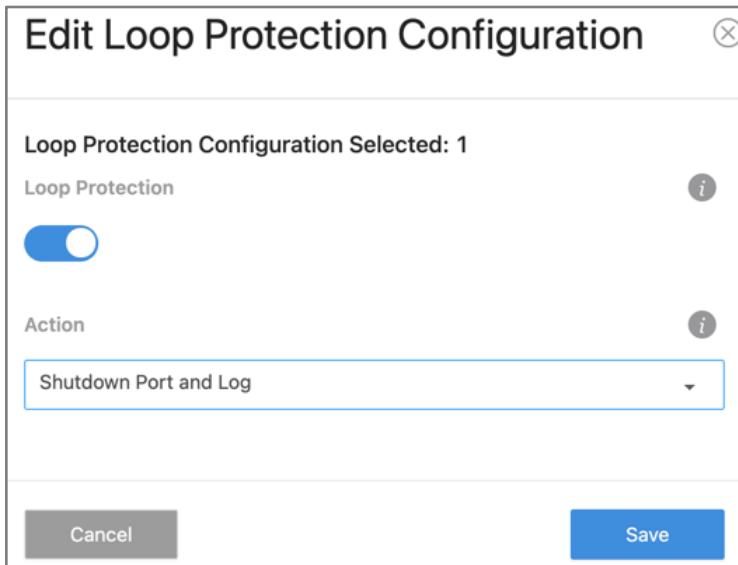 Edit Loop Protection Configuration
Loop Protection Configuration Selected: 1
Loop Protection
Action
Shutdown Port and Log
Cancel
Save